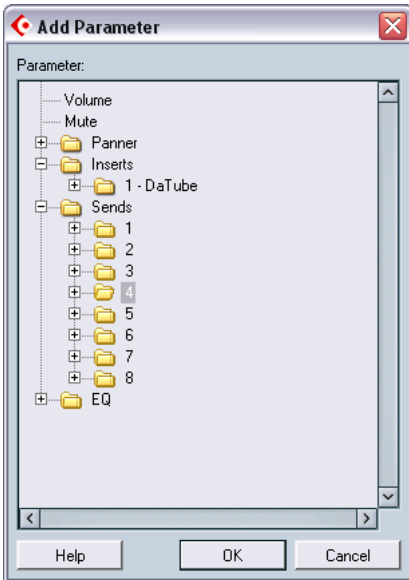 Add Parameter
Parameter:
Volume
Mute
Panner
Inserts
1 - DaTube
Sends
1
2
3
4
5
6
7
8
EQ
Help OK Cancel